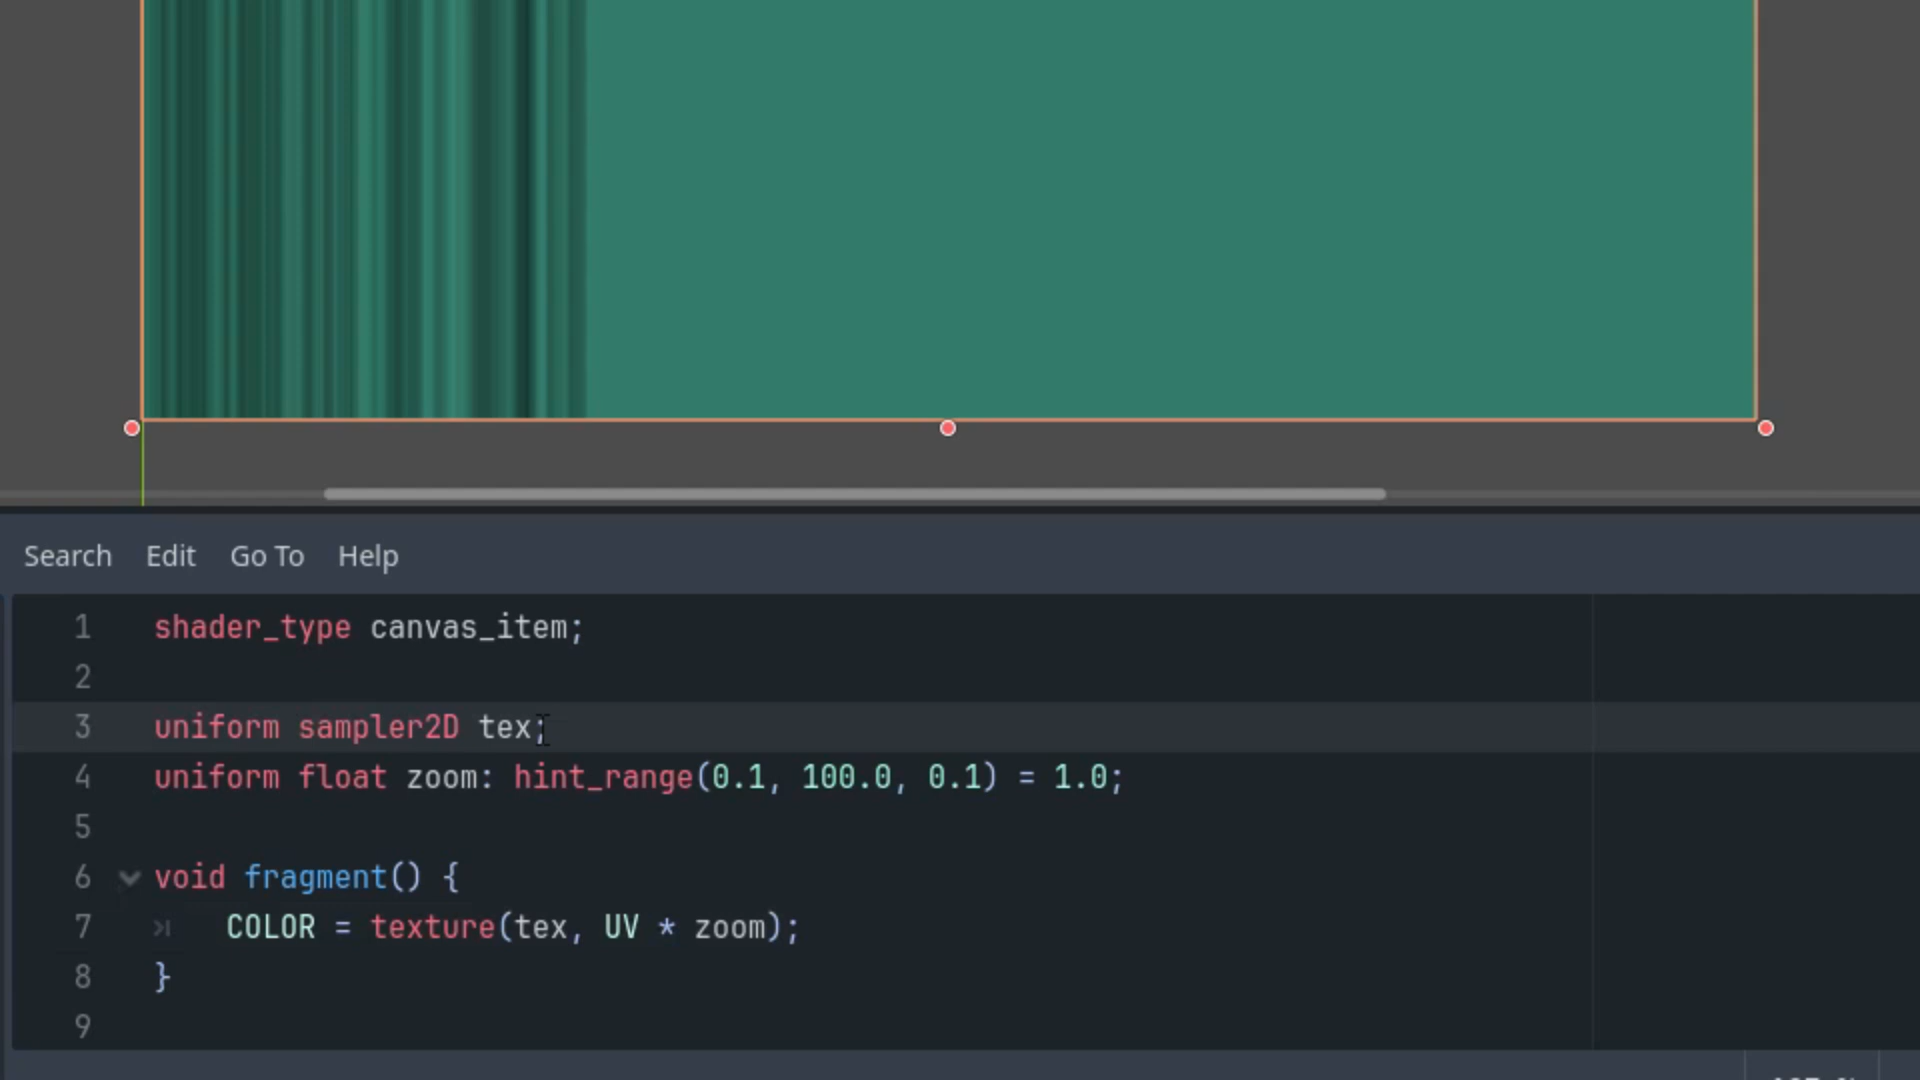 Search Edit Go To Help
1 shader_type canvas_item;
2
3 uniform sampler2D tex;
4 uniform float zoom: hint_range(0.1, 100.0, 0.1) = 1.0;
5
6 void fragment() {
7 COLOR = texture(tex, UV * zoom);
8 }
9